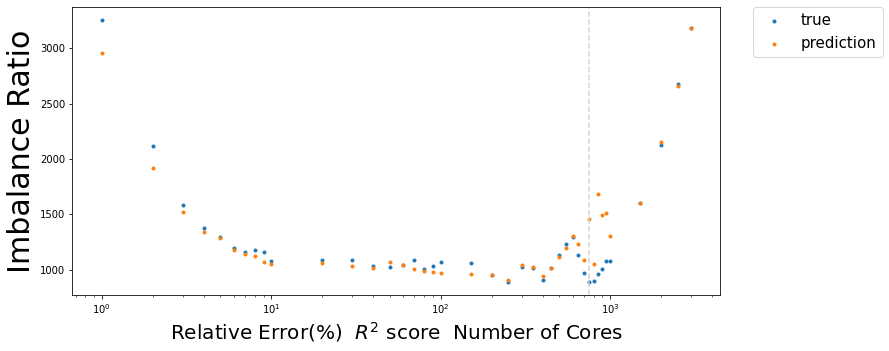 true
prediction
Imbalance Ratio
3000
2500
2000
1500
1000
10⁰
10¹
10²
10³
Relative Error(%) R² score Number of Cores